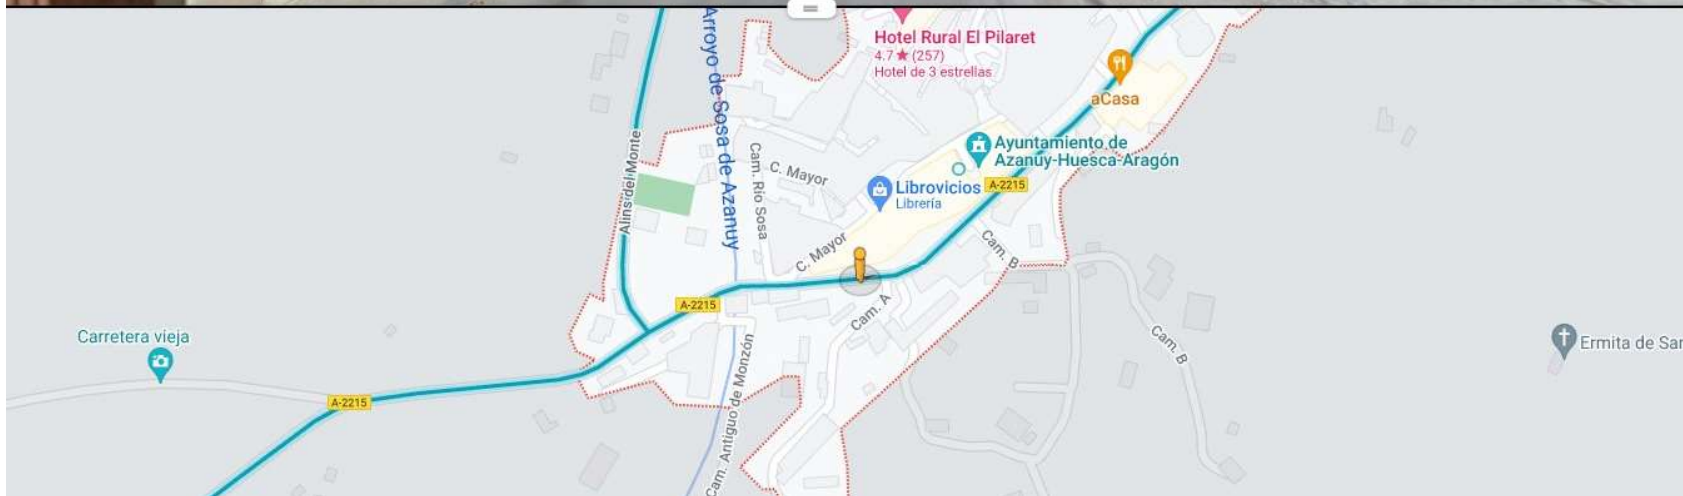 Hotel Rural El Pilaret
4.7★(257)
Hotel de 3 estrellas
aCasa
Arroyo de Sosa de Azanuy
Alins del Monte
Cam. Rio Sosa
C. Mayor
Ayuntamiento de
Azanuy-Huesca-Aragón
Librovicios
Librería
A-2215
C. Mayor
Cam. B
A-2215
Cam. A
Carretera vieja
Cam. B
Ermita de San
A-2215
Cam. Antiguo de Monzón